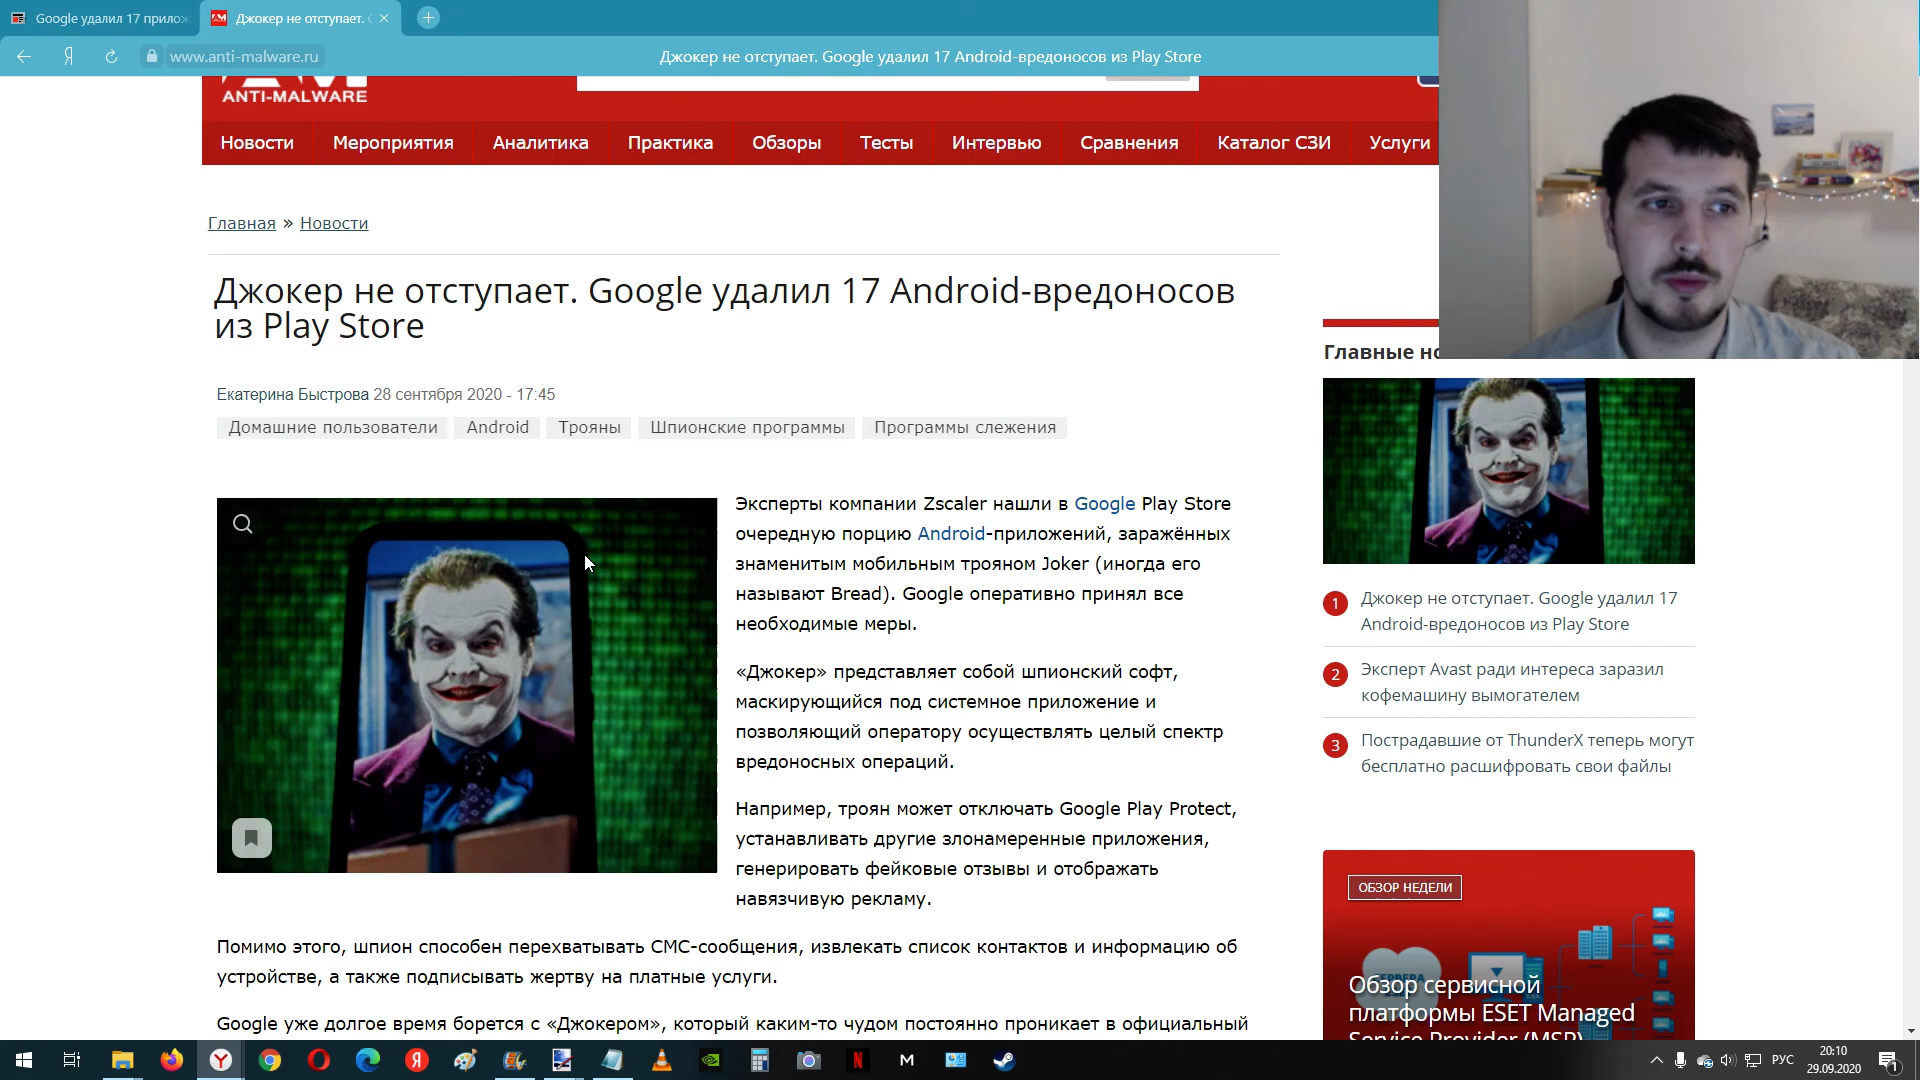 Google удалил 17 прилож
Джокер не отступает. G
www.anti-malware.ru
Джокер не отступает. Google удалил 17 Android-вредоносов из Play Store
ANTI-MALWARE
Новости
Мероприятия
Аналитика
Практика
Обзоры
Тесты
Интервью
Сравнения
Каталог СЗИ
Услуги
Главная » Новости
Джокер не отступает. Google удалил 17 Android-вредоносов
из Play Store
Екатерина Быстрова 28 сентября 2020 - 17:45
Домашние пользователи
Android
Трояны
Шпионские программы
Программы слежения
Эксперты компании Zscaler нашли в Google Play Store
очередную порцию Android-приложений, заражённых
знаменитым мобильным трояном Joker (иногда его
называют Bread). Google оперативно принял все
необходимые меры.
«Джокер» представляет собой шпионский софт,
маскирующийся под системное приложение и
позволяющий оператору осуществлять целый спектр
вредоносных операций.
Например, троян может отключать Google Play Protect,
устанавливать другие злонамеренные приложения,
генерировать фейковые отзывы и отображать
навязчивую рекламу.
Помимо этого, шпион способен перехватывать СМС-сообщения, извлекать список контактов и информацию об
устройстве, а также подписывать жертву на платные услуги.
Google уже долгое время борется с «Джокером», который каким-то чудом постоянно проникает в официальный
Главные но
1
Джокер не отступает. Google удалил 17
Android-вредоносов из Play Store
2
Эксперт Avast ради интереса заразил
кофемашину вымогателем
3
Пострадавшие от ThunderX теперь могут
бесплатно расшифровать свои файлы
ОБЗОР НЕДЕЛИ
Обзор сервисной
платформы ESET Managed
Service Provider (MSP)
РУС
20:10
29.09.2020
1